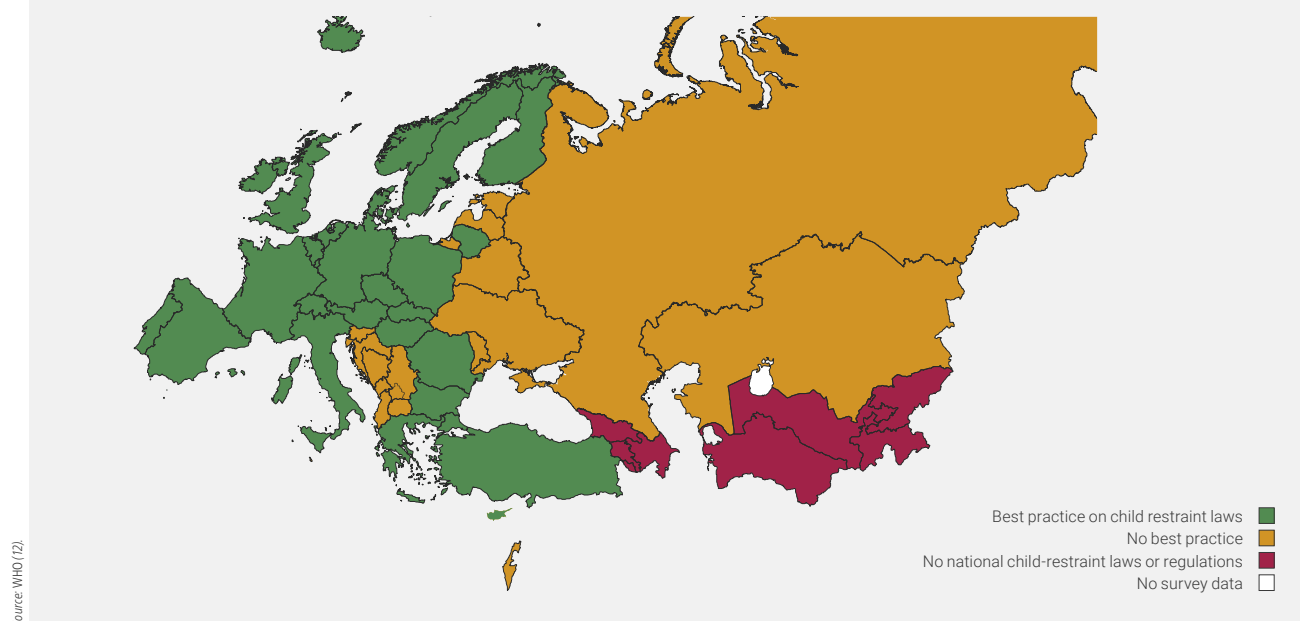 Best practice on child restraint laws
No best practice
No national child-restraint laws or regulations
No survey data
ource: WHO (12).